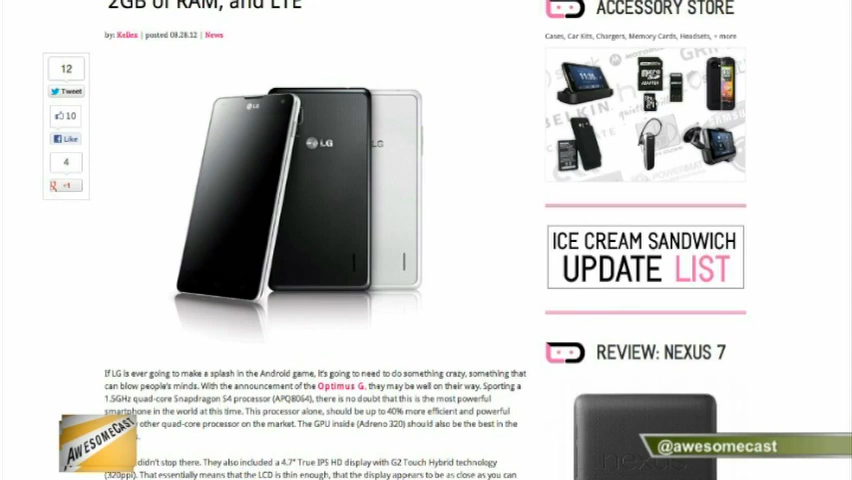 2GB of RAM, and LTE
by: Kellex | posted 08.28.12 | News
12
Tweet
10
Like
4
+1
LG
LG
LG
If LG is ever going to make a splash in the Android game, it's going to need to do something crazy, something that
can blow people's minds. With the announcement of the Optimus G, they may be well on their way. Sporting a
1.5GHz quad-core Snapdragon S4 processor (APQ8064), there is no doubt that this is the most powerful
smartphone in the world at this time. This processor alone, should be up to 40% more efficient and powerful
other quad-core processor on the market. The GPU inside (Adreno 320) should also be the best in the
didn't stop there. They also included a 4.7" True IPS HD display with G2 Touch Hybrid technology
(320ppi). That essentially means that the LCD is thin enough, that the display appears to be as close as you can
ACCESSORY STORE
Cases, Car Kits, Chargers, Memory Cards, Headsets, + more
BELKIN
ICE CREAM SANDWICH
UPDATE LIST
REVIEW: NEXUS 7
nexus
AWESOMECAST
@awesomecast